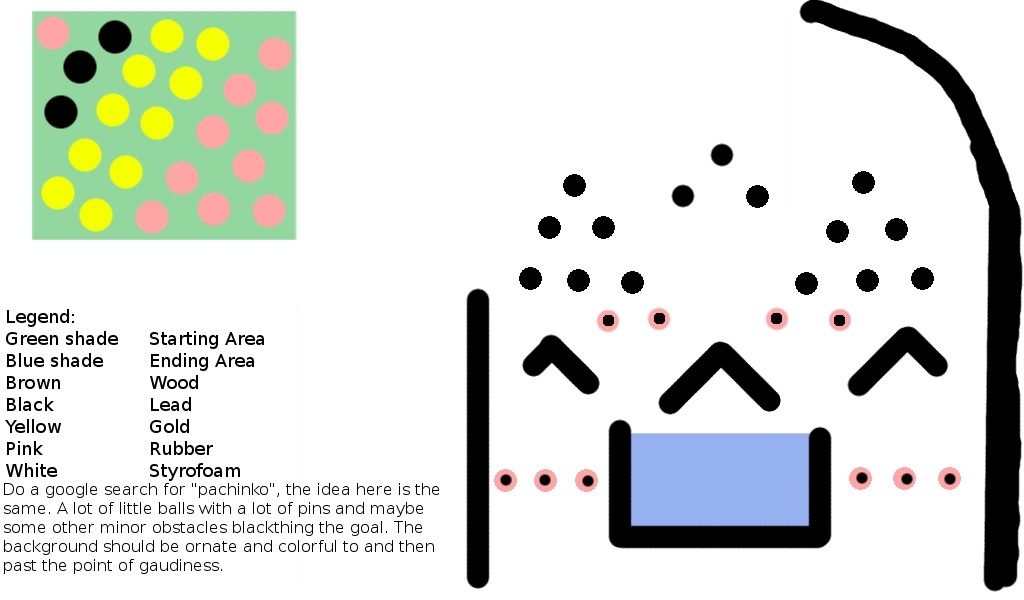 Legend:
Green shade Starting Area
Blue shade Ending Area
Brown Wood
Black Lead
Yellow Gold
Pink Rubber
White Styrofoam
Do a google search for "pachinko", the idea here is the
same. A lot of little balls with a lot of pins and maybe
some other minor obstacles blackthing the goal. The
background should be ornate and colorful to and then
past the point of gaudiness.